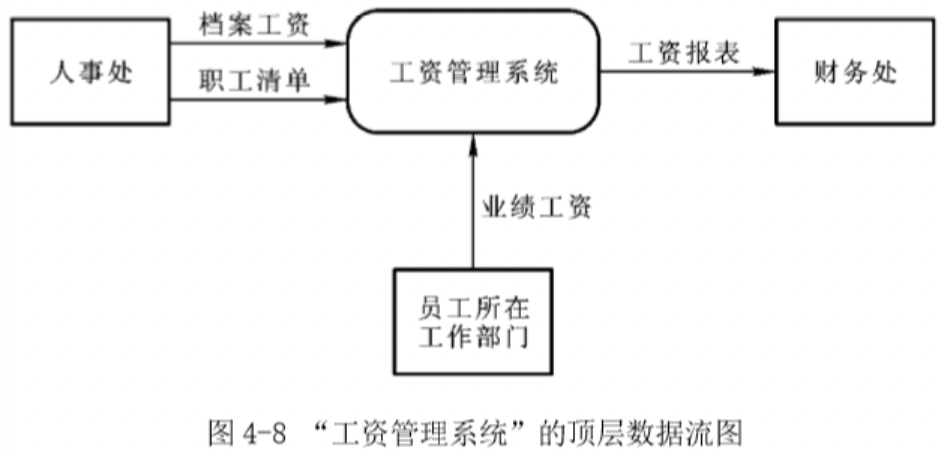 档案工资
人事处
职工清单
工资管理系统
工资报表
财务处
业绩工资
员工所在
工作部门
图 4-8 “工资管理系统”的顶层数据流图